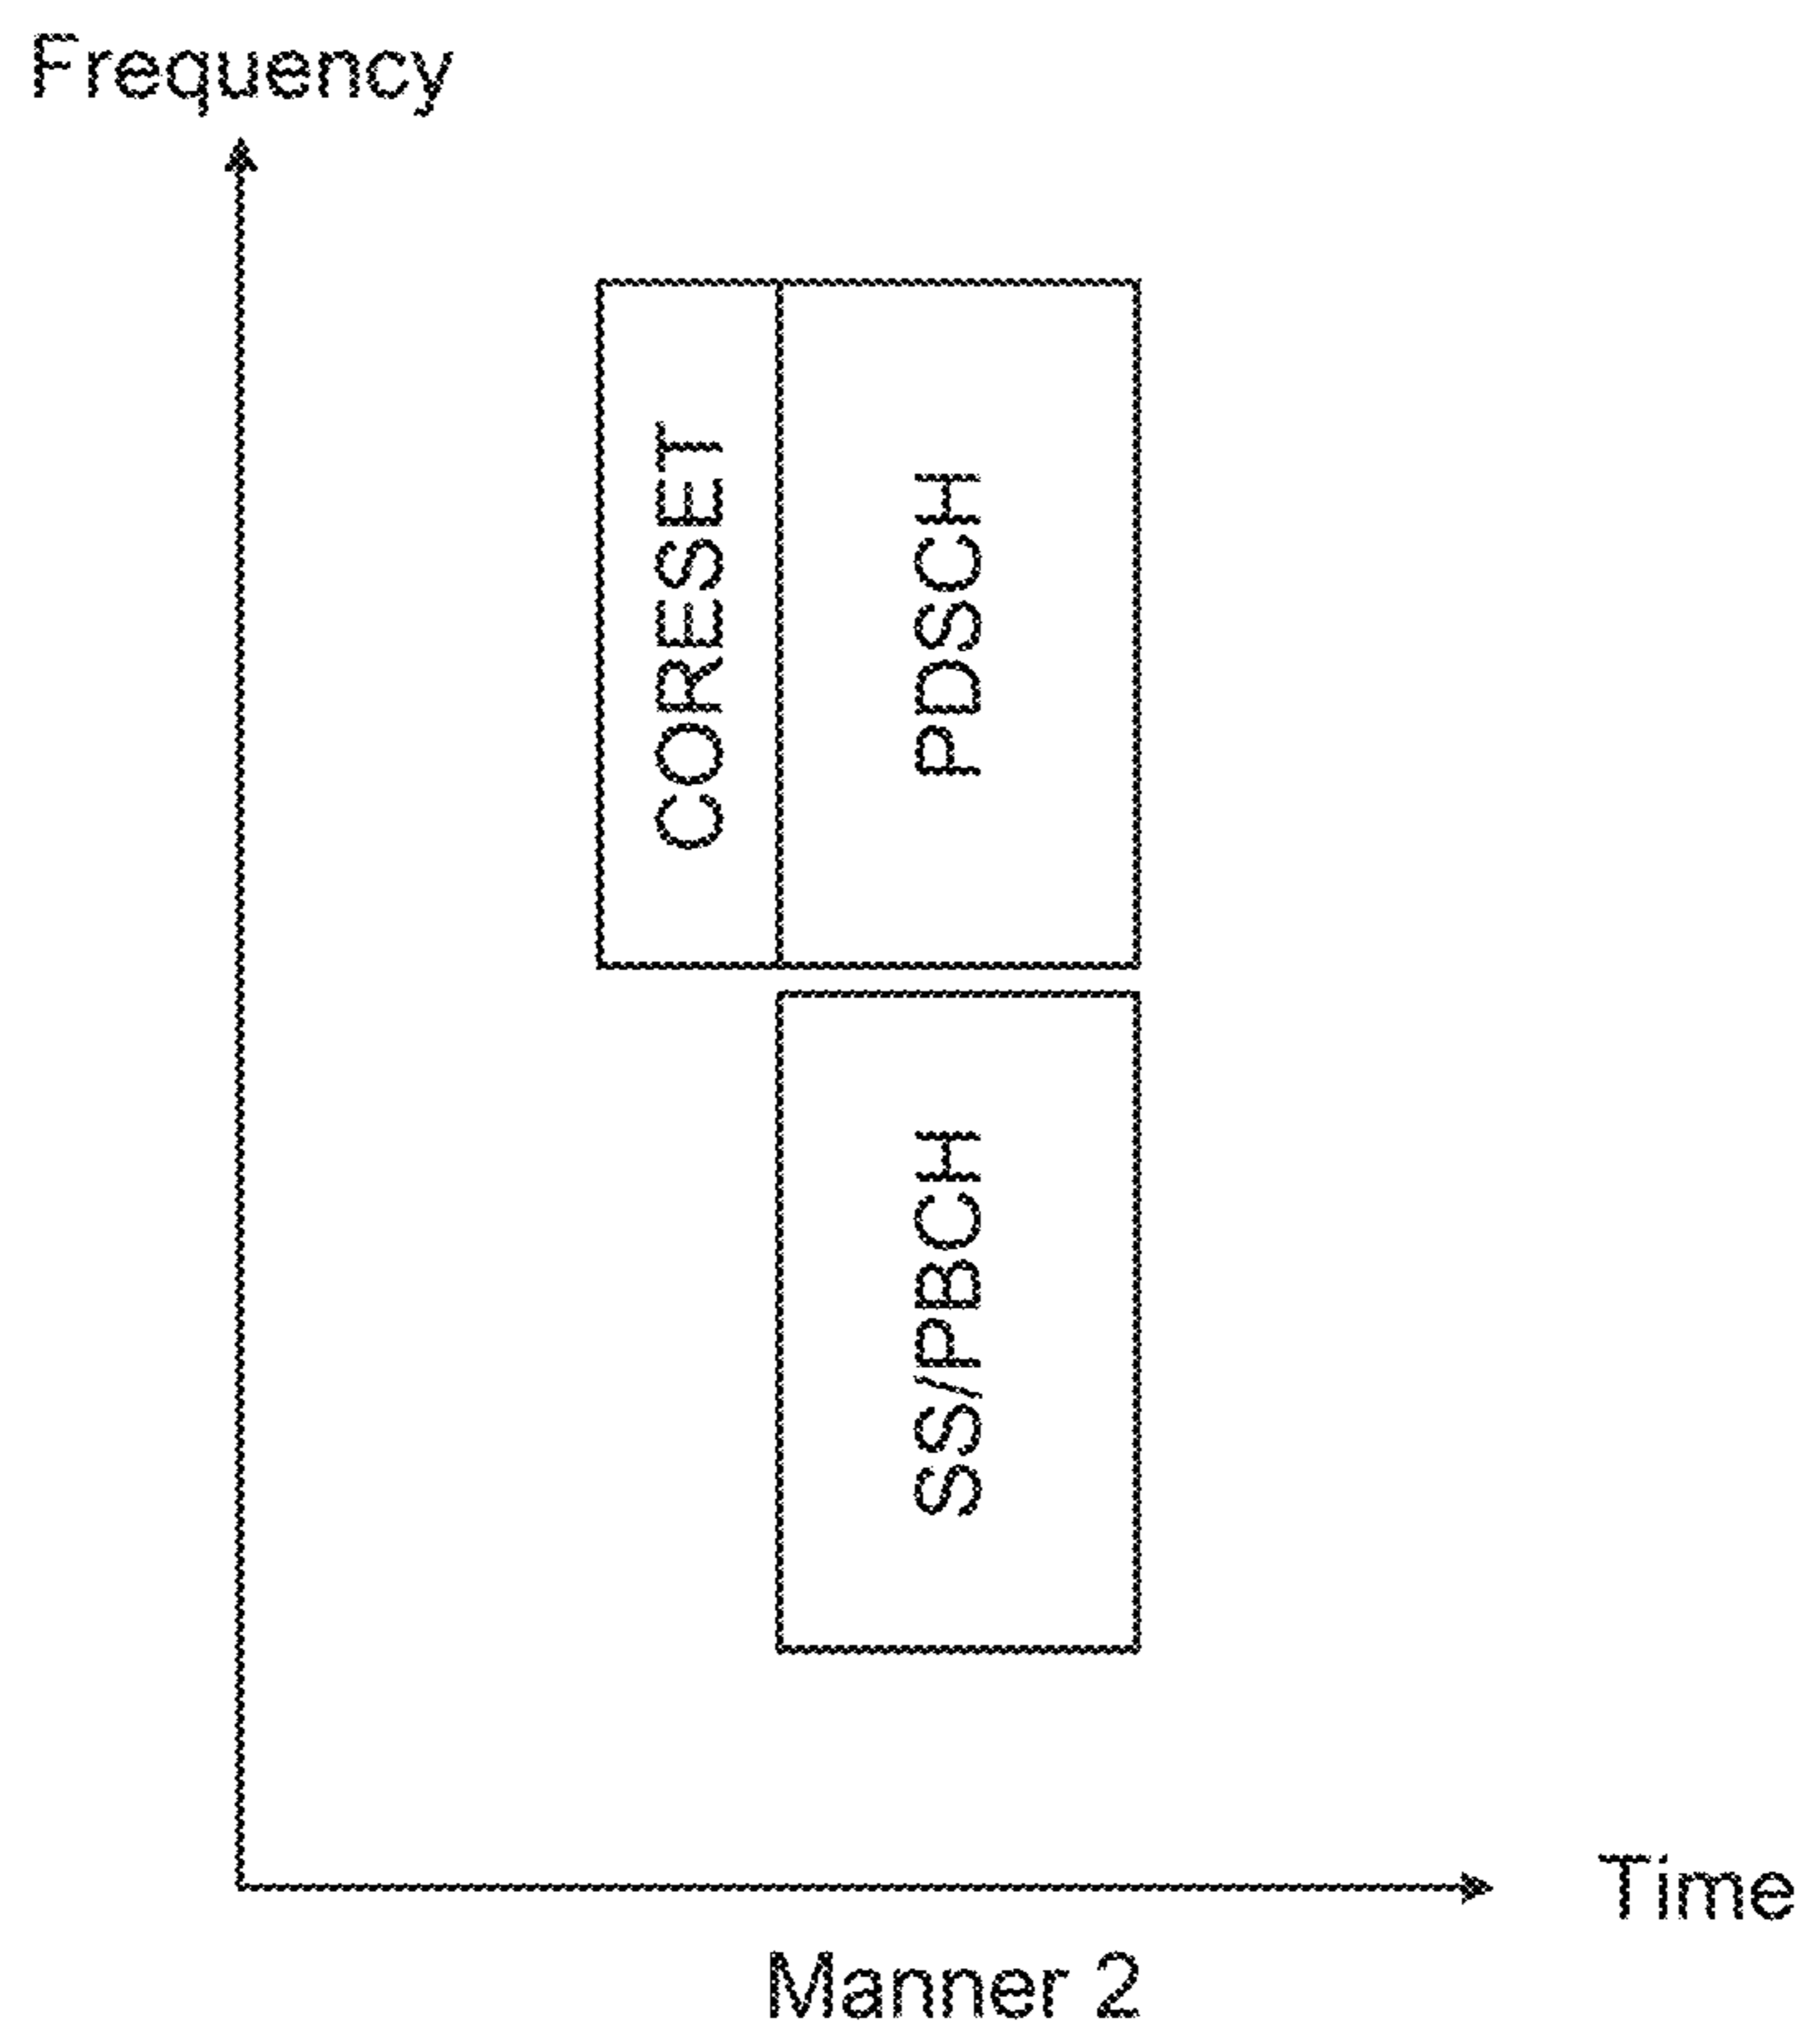 Frequency
CORESET
PDSCH
SS/PBCH
Time
Manner 2